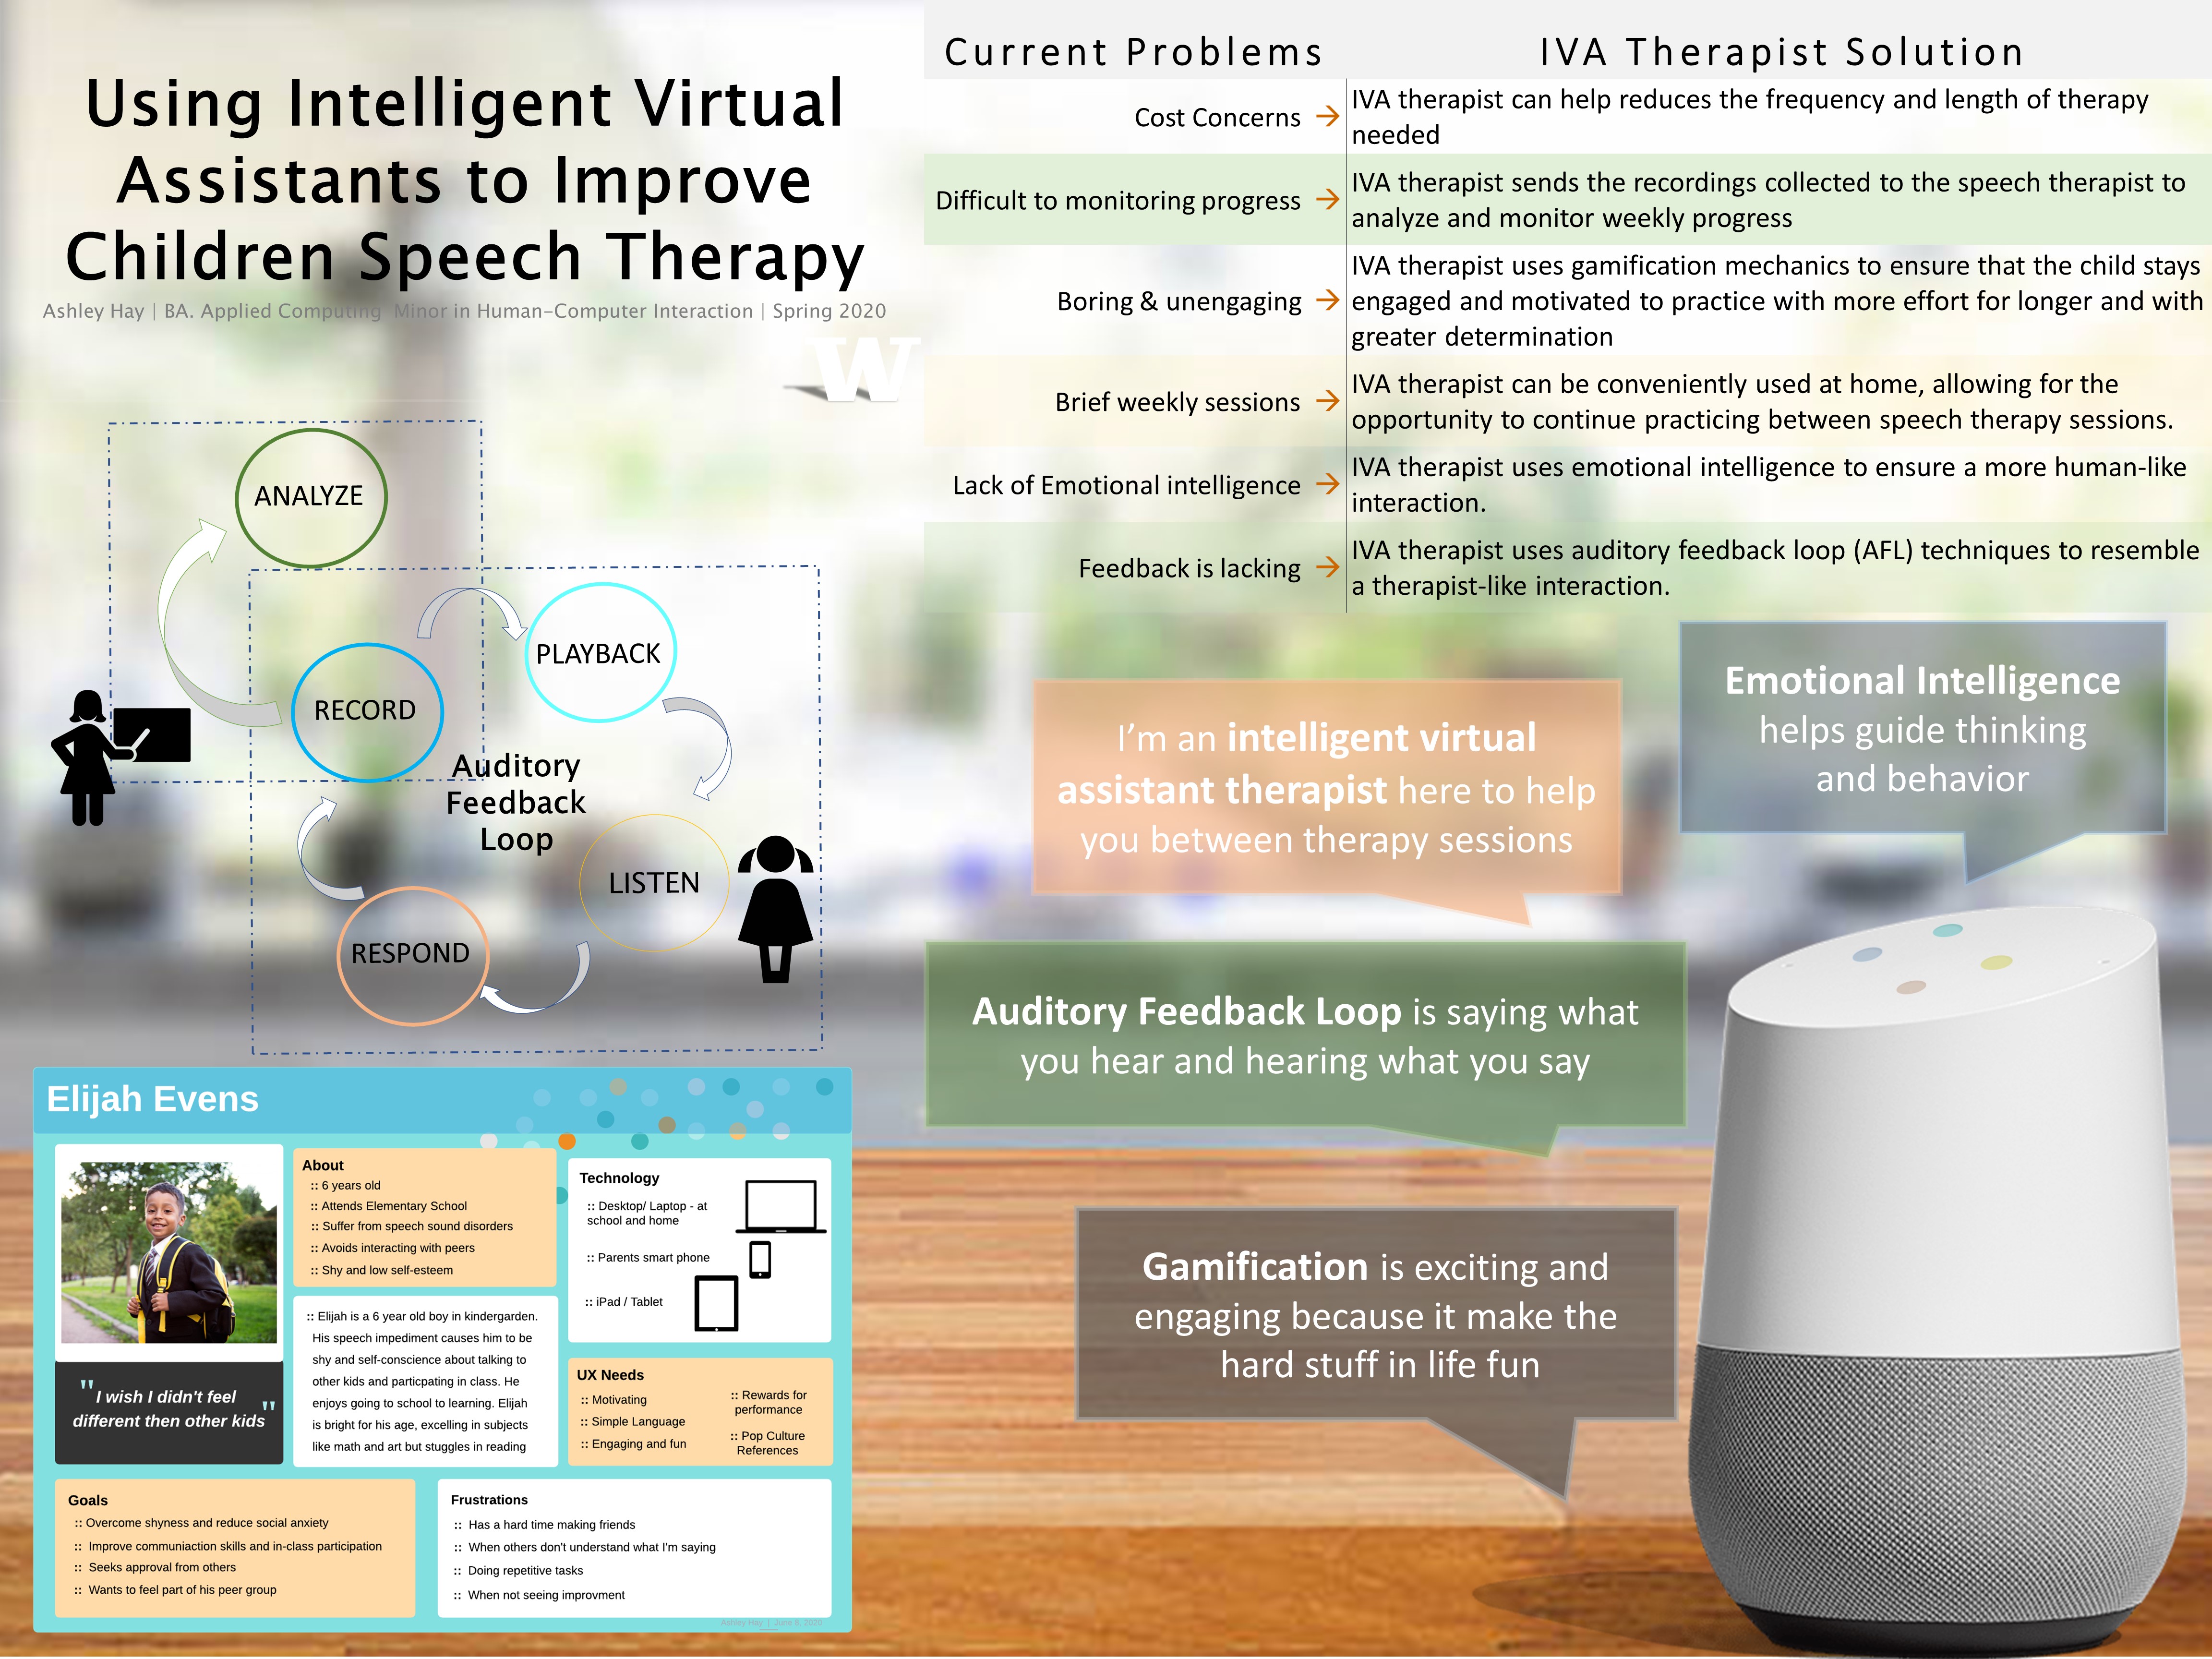 Using Intelligent Virtual
Assistants to Improve
Children Speech Therapy
Ashley Hay | BA. Applied Computing  Minor in Human-Computer Interaction | Spring 2020
W
ANALYZE
RECORD
PLAYBACK
Auditory
Feedback
Loop
LISTEN
RESPOND
Elijah Evens
About
:: 6 years old
:: Attends Elementary School
:: Suffer from speech sound disorders
:: Avoids interacting with peers
:: Shy and low self-esteem
Technology
:: Desktop/ Laptop - at
school and home
:: Parents smart phone
:: iPad / Tablet
" I wish I didn't feel
different then other kids "
:: Elijah is a 6 year old boy in kindergarden.
His speech impediment causes him to be
shy and self-conscience about talking to
other kids and particpating in class. He
enjoys going to school to learning. Elijah
is bright for his age, excelling in subjects
like math and art but stuggles in reading
UX Needs
:: Motivating
:: Simple Language
:: Engaging and fun
:: Rewards for
performance
:: Pop Culture
References
Goals
:: Overcome shyness and reduce social anxiety
:: Improve communiaction skills and in-class participation
:: Seeks approval from others
:: Wants to feel part of his peer group
Frustrations
:: Has a hard time making friends
:: When others don't understand what I'm saying
:: Doing repetitive tasks
:: When not seeing improvment
Ashley Hay | June 5, 2020
Current Problems IVA Therapist Solution
Cost Concerns → IVA therapist can help reduces the frequency and length of therapy
needed
Difficult to monitoring progress → IVA therapist sends the recordings collected to the speech therapist to
analyze and monitor weekly progress
Boring & unengaging → IVA therapist uses gamification mechanics to ensure that the child stays
engaged and motivated to practice with more effort for longer and with
greater determination
Brief weekly sessions → IVA therapist can be conveniently used at home, allowing for the
opportunity to continue practicing between speech therapy sessions.
Lack of Emotional intelligence → IVA therapist uses emotional intelligence to ensure a more human-like
interaction.
Feedback is lacking → IVA therapist uses auditory feedback loop (AFL) techniques to resemble
a therapist-like interaction.
I'm an intelligent virtual
assistant therapist here to help
you between therapy sessions
Emotional Intelligence
helps guide thinking
and behavior
Auditory Feedback Loop is saying what
you hear and hearing what you say
Gamification is exciting and
engaging because it make the
hard stuff in life fun